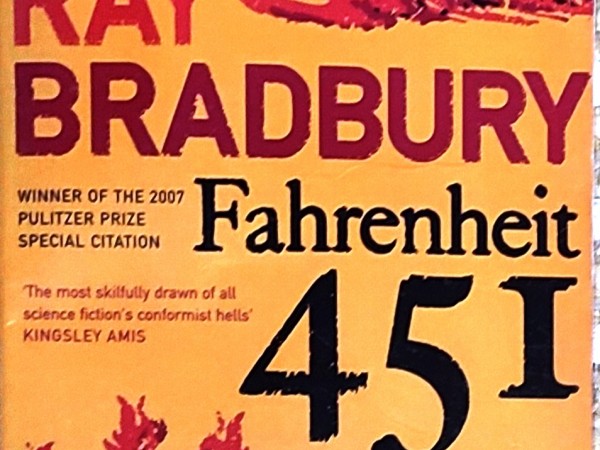 RAY
BRADBURY
WINNER OF THE 2007
PULITZER PRIZE
SPECIAL CITATION
Fahrenheit
451
'The most skilfully drawn of all
science fiction's conformist hells'
KINGSLEY AMIS